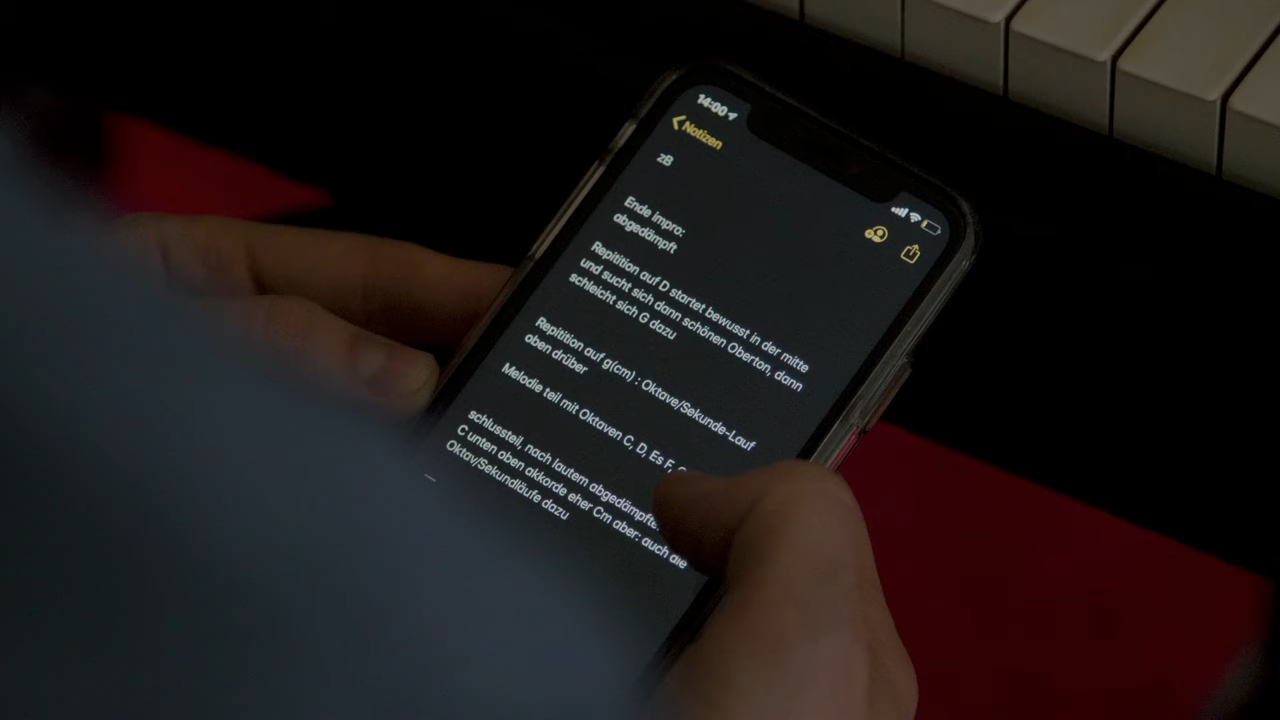 14:00
Notizen
zB
Ende impro:
abgedämpft
Repitition auf D startet bewusst in der mitte
und sucht sich dann schönen Oberton, dann
schleicht sich G dazu
Repitition auf g(cm) : Oktave/Sekunde-Lauf
oben drüber
Melodie teil mit Oktaven C, D, Es F,
schlussteil, nach lautem
C unten oben akkorde eher Cm aber: auch die
Oktav/Sekundläufe dazu